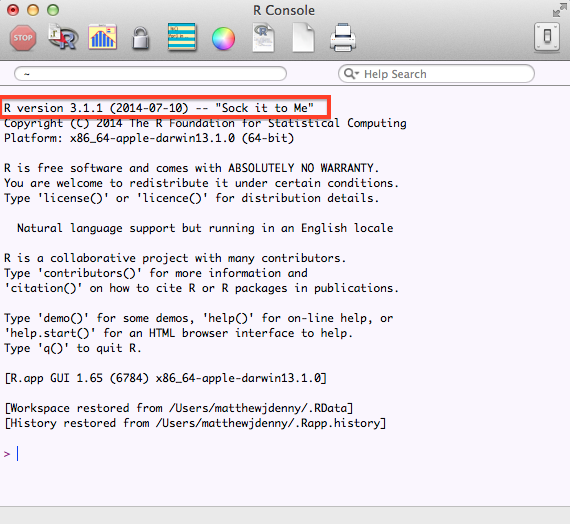 R Console
STOP
R
~
Help Search
R version 3.1.1 (2014-07-10) -- "Sock it to Me"
Copyright (C) 2014 The R Foundation for Statistical Computing
Platform: x86_64-apple-darwin13.1.0 (64-bit)
R is free software and comes with ABSOLUTELY NO WARRANTY.
You are welcome to redistribute it under certain conditions.
Type 'license()' or 'licence()' for distribution details.
Natural language support but running in an English locale
R is a collaborative project with many contributors.
Type 'contributors()' for more information and
'citation()' on how to cite R or R packages in publications.
Type 'demo()' for some demos, 'help()' for on-line help, or
'help.start()' for an HTML browser interface to help.
Type 'q()' to quit R.
[R.app GUI 1.65 (6784) x86_64-apple-darwin13.1.0]
[Workspace restored from /Users/matthewjdenny/.RData]
[History restored from /Users/matthewjdenny/.Rapp.history]
>